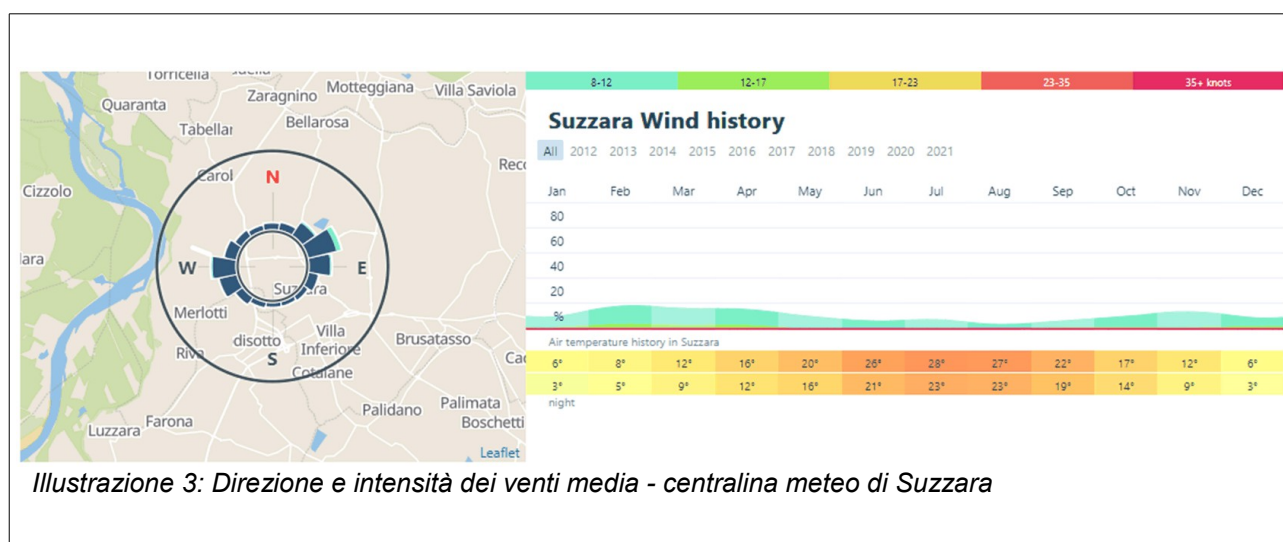 Torricella
Quaranta
Zaragnino
Motteggiana
Villa Saviola
Tabellar
Bellarosa
Carol
N
Cizzolo
W
E
Suzzara
Merlotti
Riva
disotto
Villa
Inferiore
S
Brusatasso
Palidano
Palimata
Boschetti
Farona
Luzzara
Leaflet
8-12 12-17 17-23 23-35 35+ knots
Suzzara Wind history
All 2012 2013 2014 2015 2016 2017 2018 2019 2020 2021
Jan Feb Mar Apr May Jun Jul Aug Sep Oct Nov Dec
80
60
40
20
%
Air temperature history in Suzzara
6° 8° 12° 16° 20° 26° 28° 27° 22° 17° 12° 6°
3° 5° 9° 12° 16° 21° 23° 23° 19° 14° 9° 3°
night
Illustrazione 3: Direzione e intensità dei venti media - centralina meteo di Suzzara